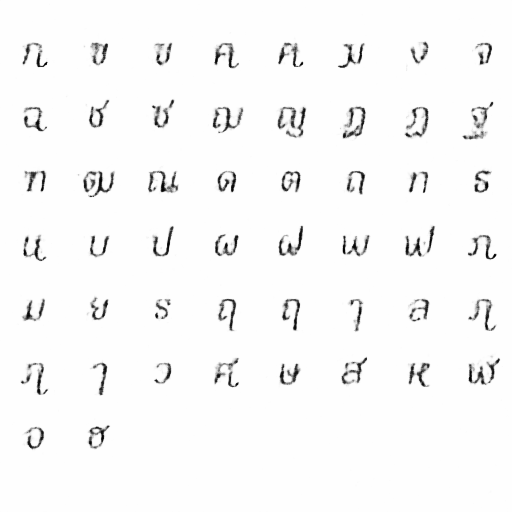 ก ข ฃ ค ฅ ฆ ง จ
ฉ ช ซ ฌ ญ ฎ ฏ ฐ
ฑ ฒ ณ ด ต ถ ท ธ
น บ ป ผ ฝ พ ฟ ภ
ม ย ร ฤ ฤ ๅ ล ฦ
ฦ ๅ ว ศ ษ ส ห ฬ
อ ฮ